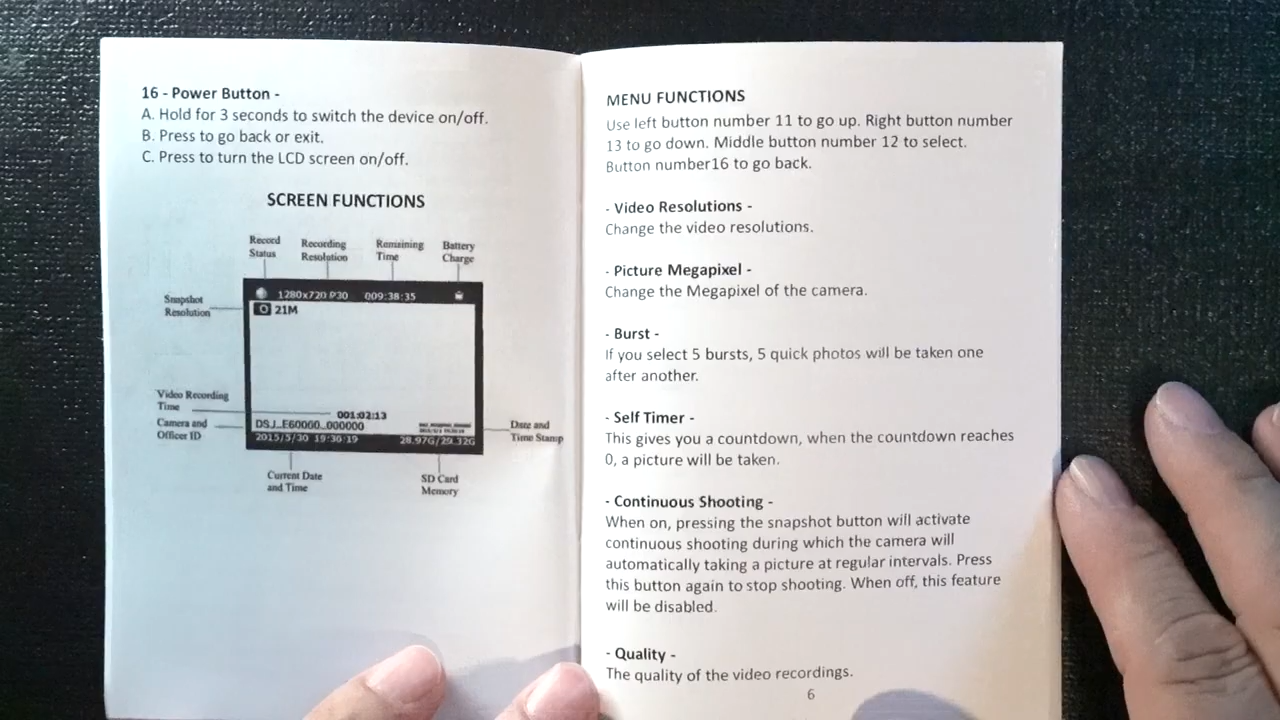 16 - Power Button -
A. Hold for 3 seconds to switch the device on/off.
B. Press to go back or exit.
C. Press to turn the LCD screen on/off.
SCREEN FUNCTIONS
Record
Status
Recording
Resolution
Remaining
Time
Battery
Charge
Snapshot
Resolution
1280x720 P30 009:38:35
21M
Video Recording
Time
001:02:13
Camera and
Officer ID
DSJ_E60000_000000
Date and
Time Stamp
2015/5/30 19:36:19 28.97G/29.32G
Current Date
and Time
SD Card
Memory
MENU FUNCTIONS
Use left button number 11 to go up. Right button number
13 to go down. Middle button number 12 to select.
Button number16 to go back.
- Video Resolutions -
Change the video resolutions.
- Picture Megapixel -
Change the Megapixel of the camera.
- Burst -
If you select 5 bursts, 5 quick photos will be taken one
after another.
- Self Timer -
This gives you a countdown, when the countdown reaches
0, a picture will be taken.
- Continuous Shooting -
When on, pressing the snapshot button will activate
continuous shooting during which the camera will
automatically taking a picture at regular intervals. Press
this button again to stop shooting. When off, this feature
will be disabled.
- Quality -
The quality of the video recordings.
6